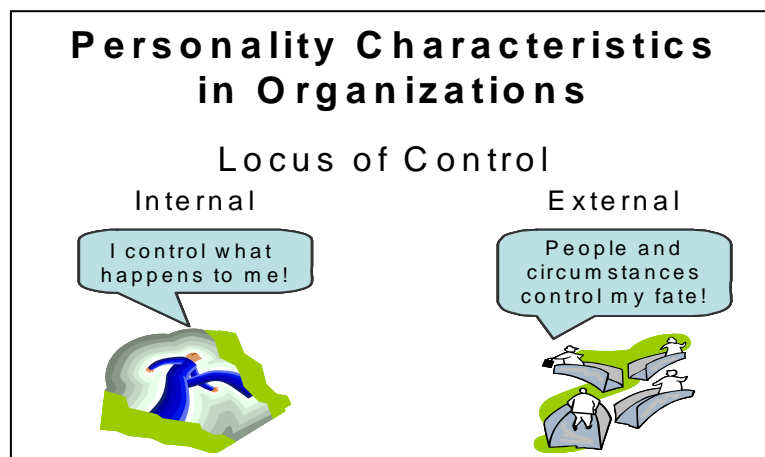 Personality Characteristics
in Organizations
Locus of Control
Internal
External
I control what
happens to me!
People and
circumstances
control my fate!